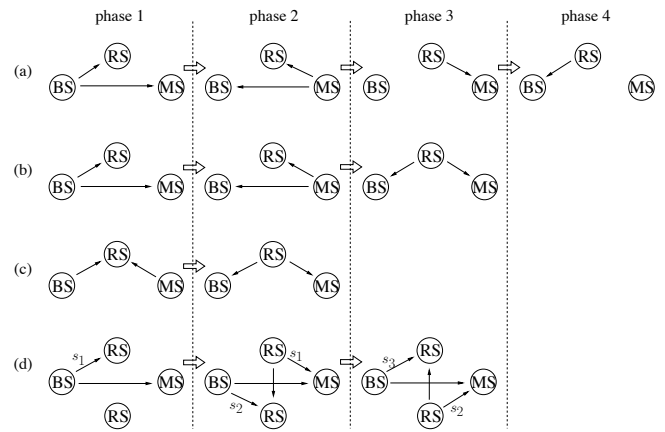 phase 1 phase 2 phase 3 phase 4
RS RS RS RS
(a) BS MS BS MS BS MS BS MS
RS RS RS
(b) BS MS BS MS BS MS
RS RS
(c) BS MS BS MS
(d) s₁ RS RS s₁ s₃ RS
BS MS BS MS BS MS
RS s₂ RS RS s₂